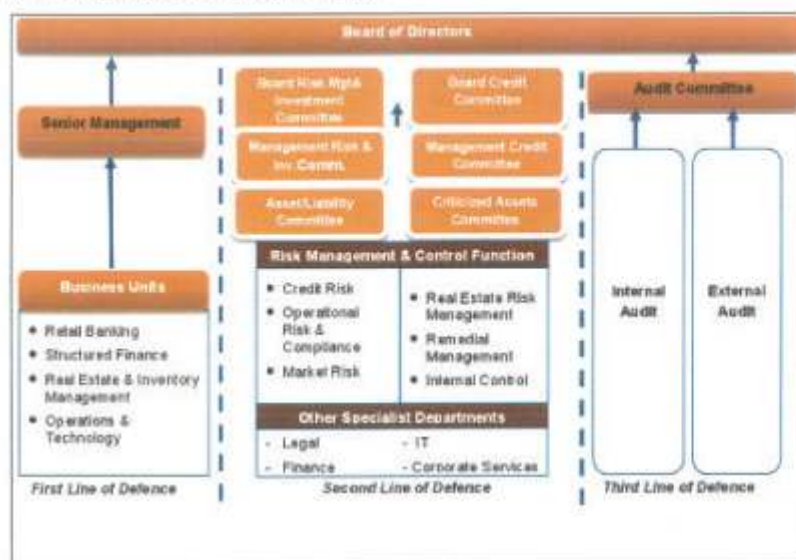 Board of Directors
Senior Management
Business Units
Retail Banking
Structured Finance
Real Estate & Inventory
Management
Operations &
Technology
First Line of Defence
Board Risk Mgt&
Investment
Committee
Board Credit
Committee
Management Risk &
Inv. Comm.
Management Credit
Committee
Asset/Liability
Committee
Criticized Assets
Committee
Risk Management & Control Function
Credit Risk
Operational
Risk &
Compliance
Market Risk
Real Estate Risk
Management
Remedial
Management
Internal Control
Other Specialist Departments
- Legal
- IT
- Finance
- Corporate Services
Second Line of Defence
Audit Committee
Internal
Audit
External
Audit
Third Line of Defence